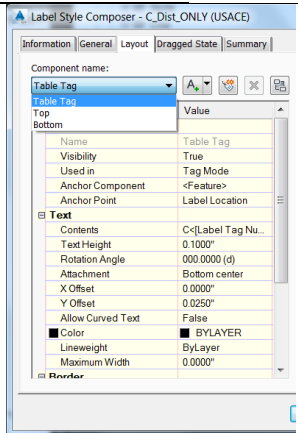 Label Style Composer - C_Dist_ONLY (USACE)
Information General Layout Dragged State Summary
Component name:
Table Tag
Table Tag
Top
Bottom
Value
Name Table Tag
Visibility True
Used in Tag Mode
Anchor Component <Feature>
Anchor Point Label Location
Text
Contents C<[Label Tag Nu...
Text Height 0.1000"
Rotation Angle 000.0000 (d)
Attachment Bottom center
X Offset 0.0000"
Y Offset 0.0250"
Allow Curved Text False
Color BYLAYER
Lineweight ByLayer
Maximum Width 0.0000"
Border